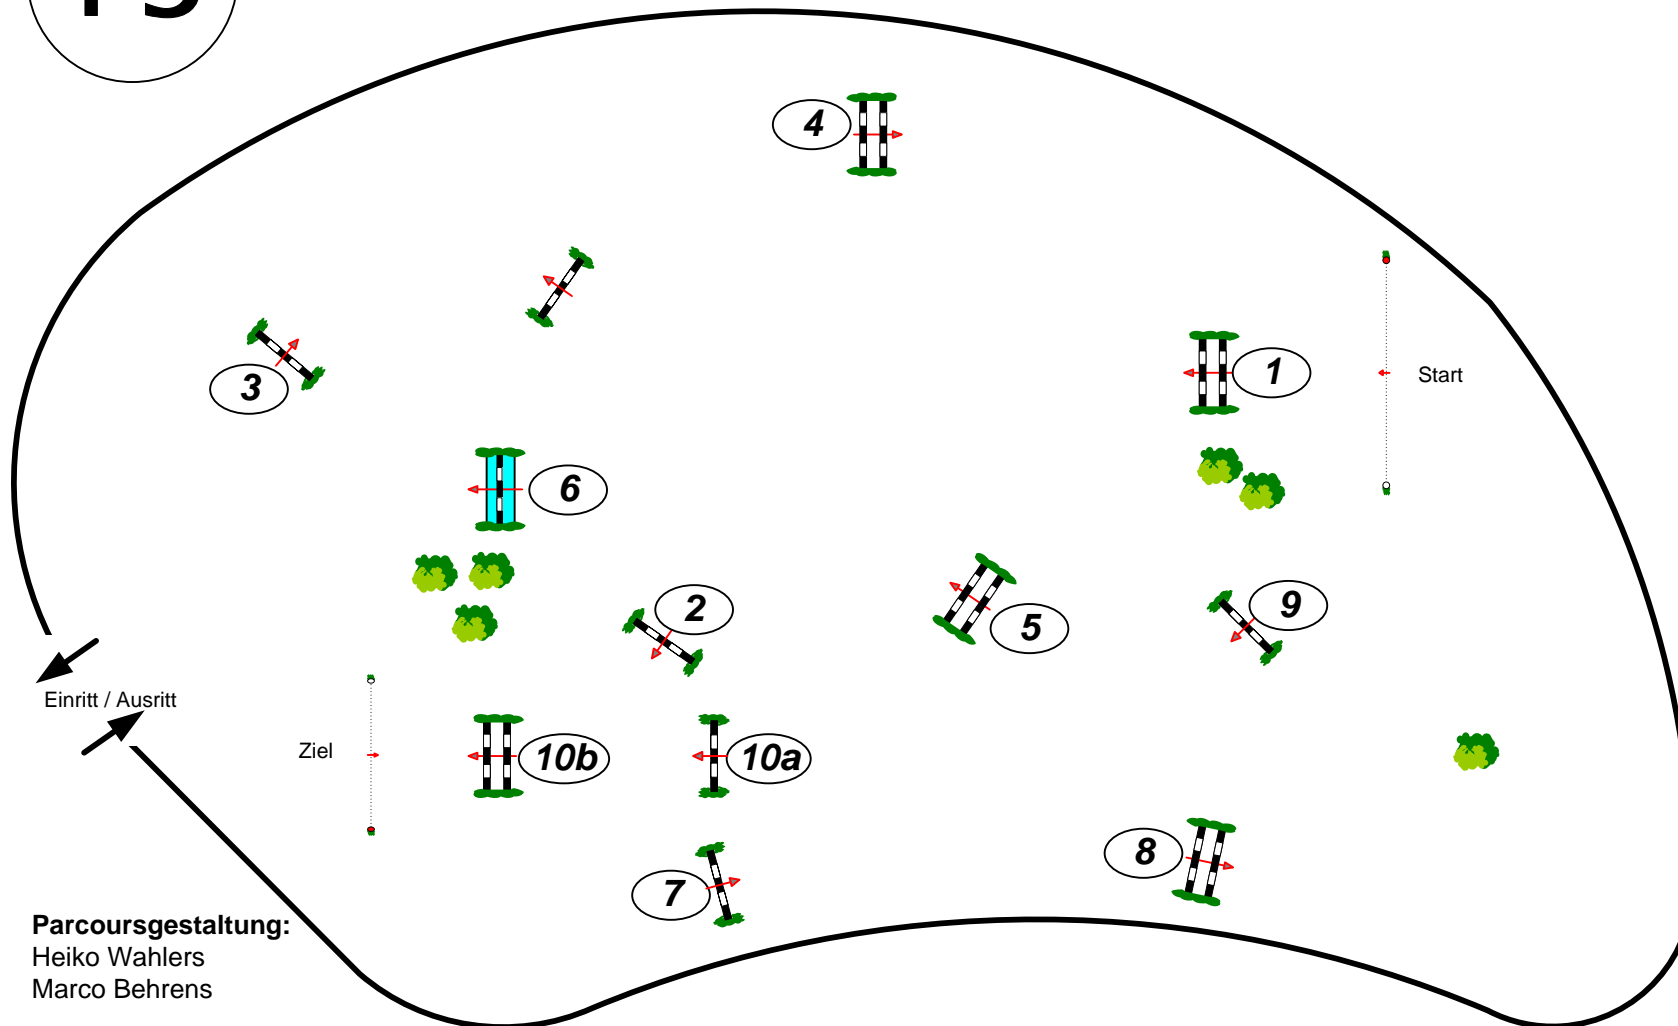 4
1
Start
3
6
2
9
5
Einritt / Ausritt
Ziel
10b
10a
8
7
Parcoursgestaltung:
Heiko Wahlers
Marco Behrens